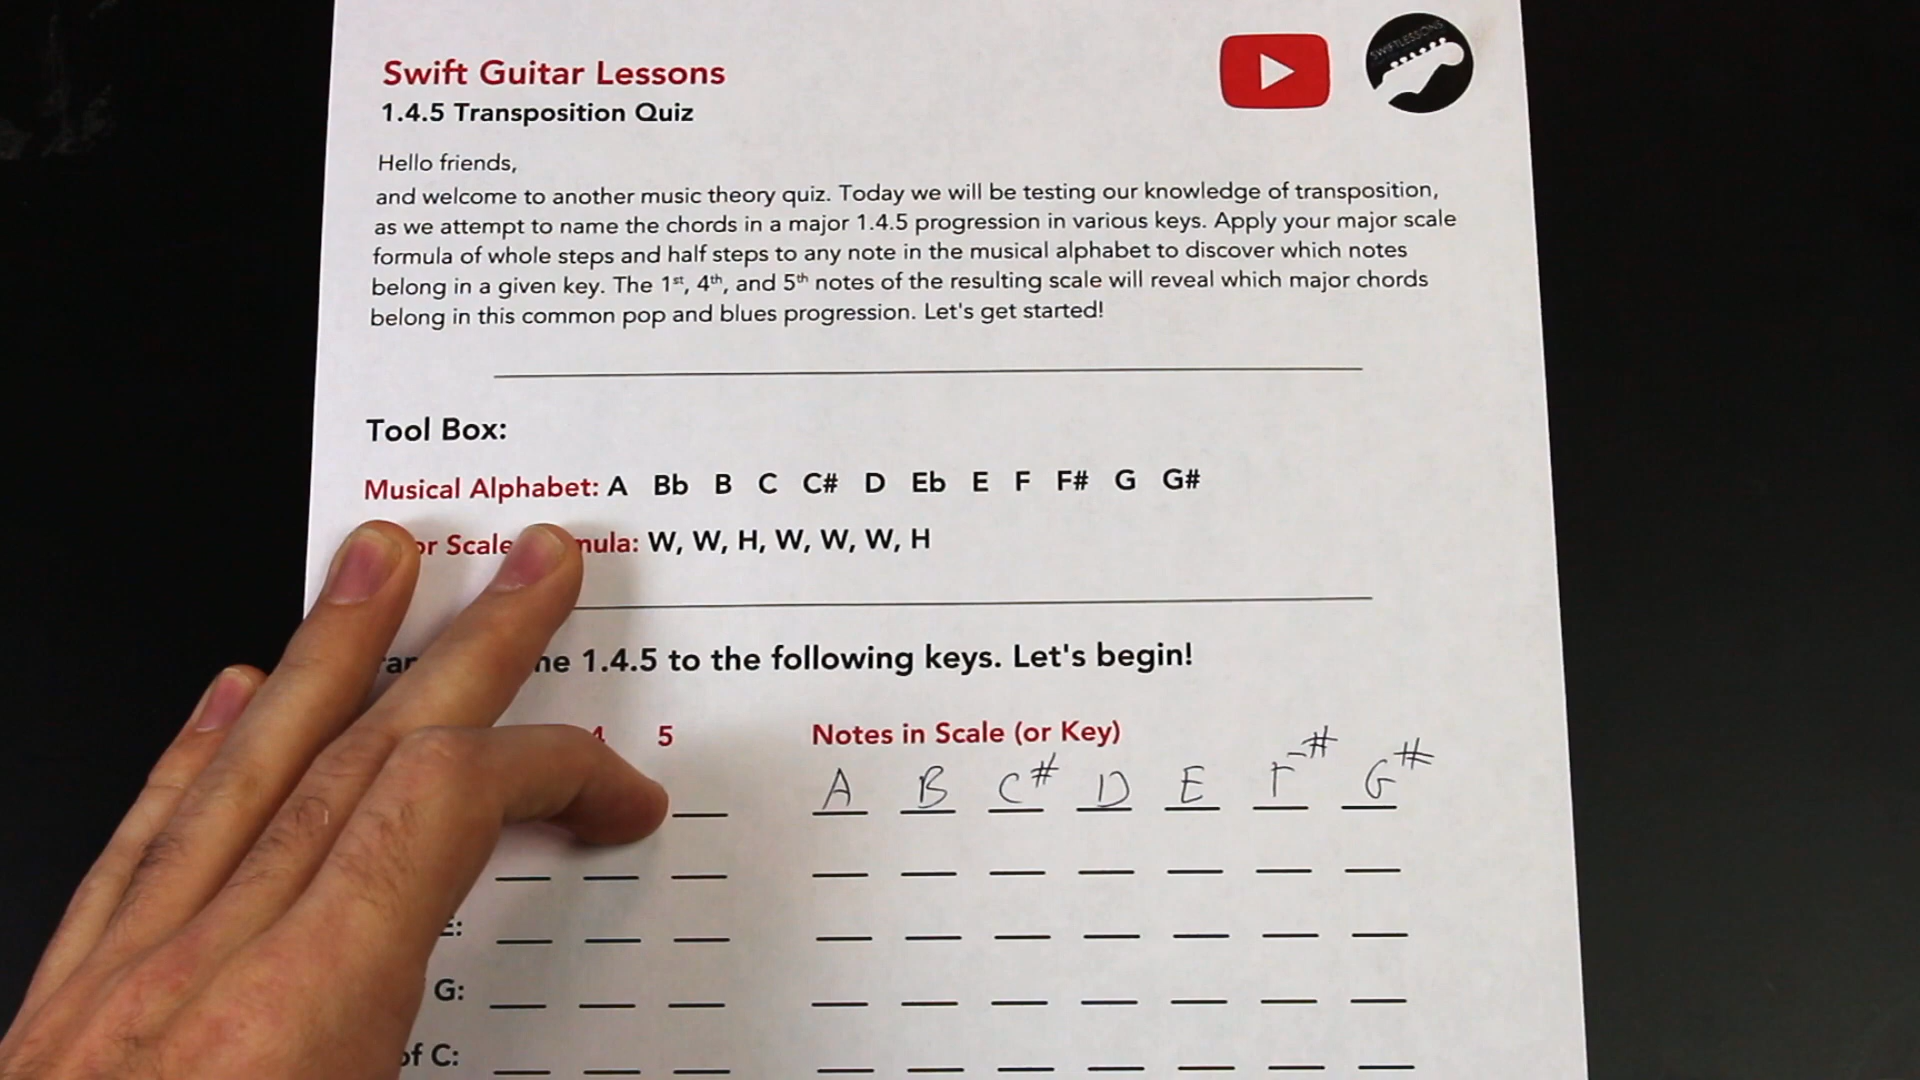 SWIFTLESSONS
Swift Guitar Lessons
1.4.5 Transposition Quiz
Hello friends,
and welcome to another music theory quiz. Today we will be testing our knowledge of transposition,
as we attempt to name the chords in a major 1.4.5 progression in various keys. Apply your major scale
formula of whole steps and half steps to any note in the musical alphabet to discover which notes
belong in a given key. The 1st, 4th, and 5th notes of the resulting scale will reveal which major chords
belong in this common pop and blues progression. Let's get started!
Tool Box:
Musical Alphabet: A Bb B C C# D Eb E F F# G G#
or Scale mula: W, W, H, W, W, W, H
ar he 1.4.5 to the following keys. Let's begin!
4 5 Notes in Scale (or Key)
A B C# D E F# G#
E:
G:
of C: